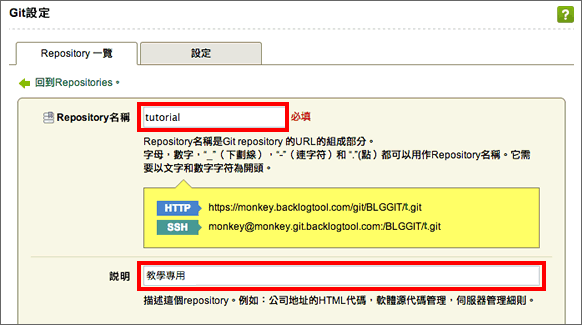 Git設定
?
Repository 一覽
設定
回到Repositories。
Repository名稱
tutorial
必填
Repository名稱是Git repository 的URL的組成部分。
字母，數字，“_”（下劃線），“-”（連字符）和 “.”(點）都可以用作Repository名稱。它需
要以文字和數字字符為開頭。
HTTP https://monkey.backlogtool.com/git/BLGGIT/t.git
SSH monkey@monkey.git.backlogtool.com:/BLGGIT/t.git
説明
教學專用
描述這個repository。例如：公司地址的HTML代碼，軟體源代碼管理，伺服器管理細則。